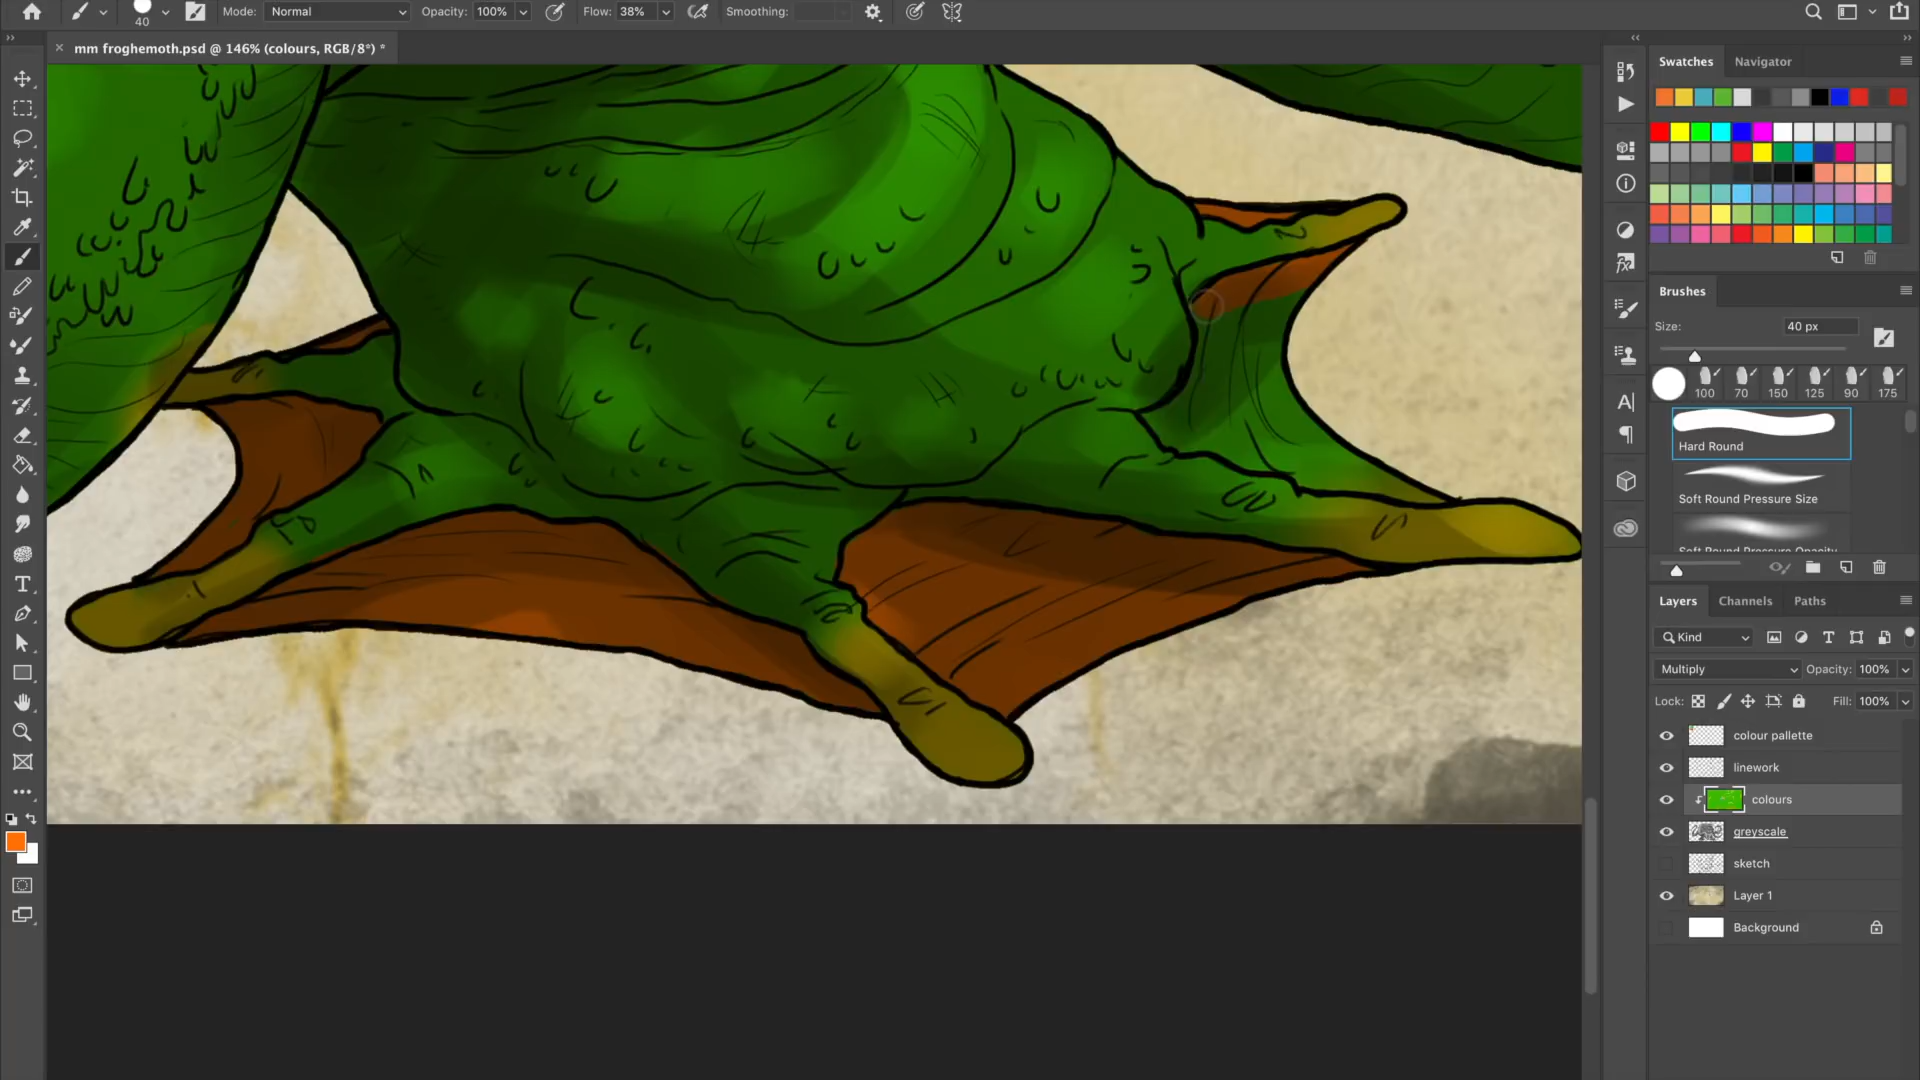 40
Mode: Normal Opacity: 100% Flow: 38% Smoothing:
mm froghemoth.psd @ 146% (colours, RGB/8*) *
Swatches Navigator
Brushes
Size: 40 px
100 70 150 125 90 175
Hard Round
Soft Round Pressure Size
Soft Round Pressure Opacity
Layers Channels Paths
Kind
Multiply Opacity: 100%
Lock: Fill: 100%
colour pallette
linework
colours
greyscale
sketch
Layer 1
Background